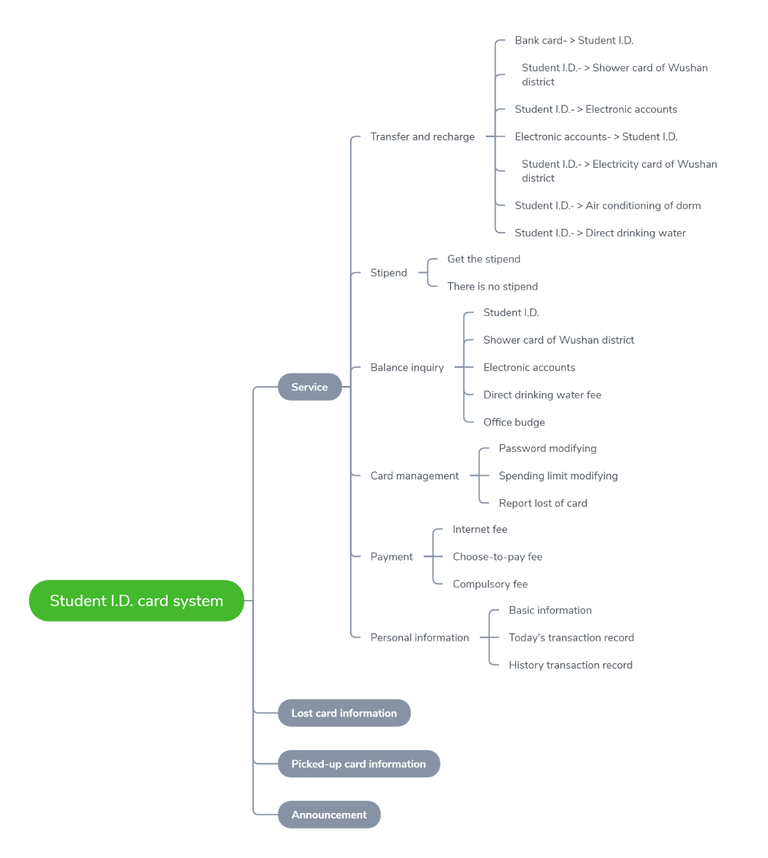 Bank card- > Student I.D.
Student I.D.- > Shower card of Wushan
district
Student I.D.- > Electronic accounts
Transfer and recharge
Electronic accounts- > Student I.D.
Student I.D.- > Electricity card of Wushan
district
Student I.D.- > Air conditioning of dorm
Student I.D.- > Direct drinking water
Stipend
Get the stipend
There is no stipend
Student I.D.
Shower card of Wushan district
Balance inquiry
Electronic accounts
Direct drinking water fee
Office budget
Service
Password modifying
Card management
Spending limit modifying
Report lost of card
Internet fee
Payment
Choose-to-pay fee
Compulsory fee
Student I.D. card system
Basic information
Personal information
Today's transaction record
History transaction record
Lost card information
Picked-up card information
Announcement